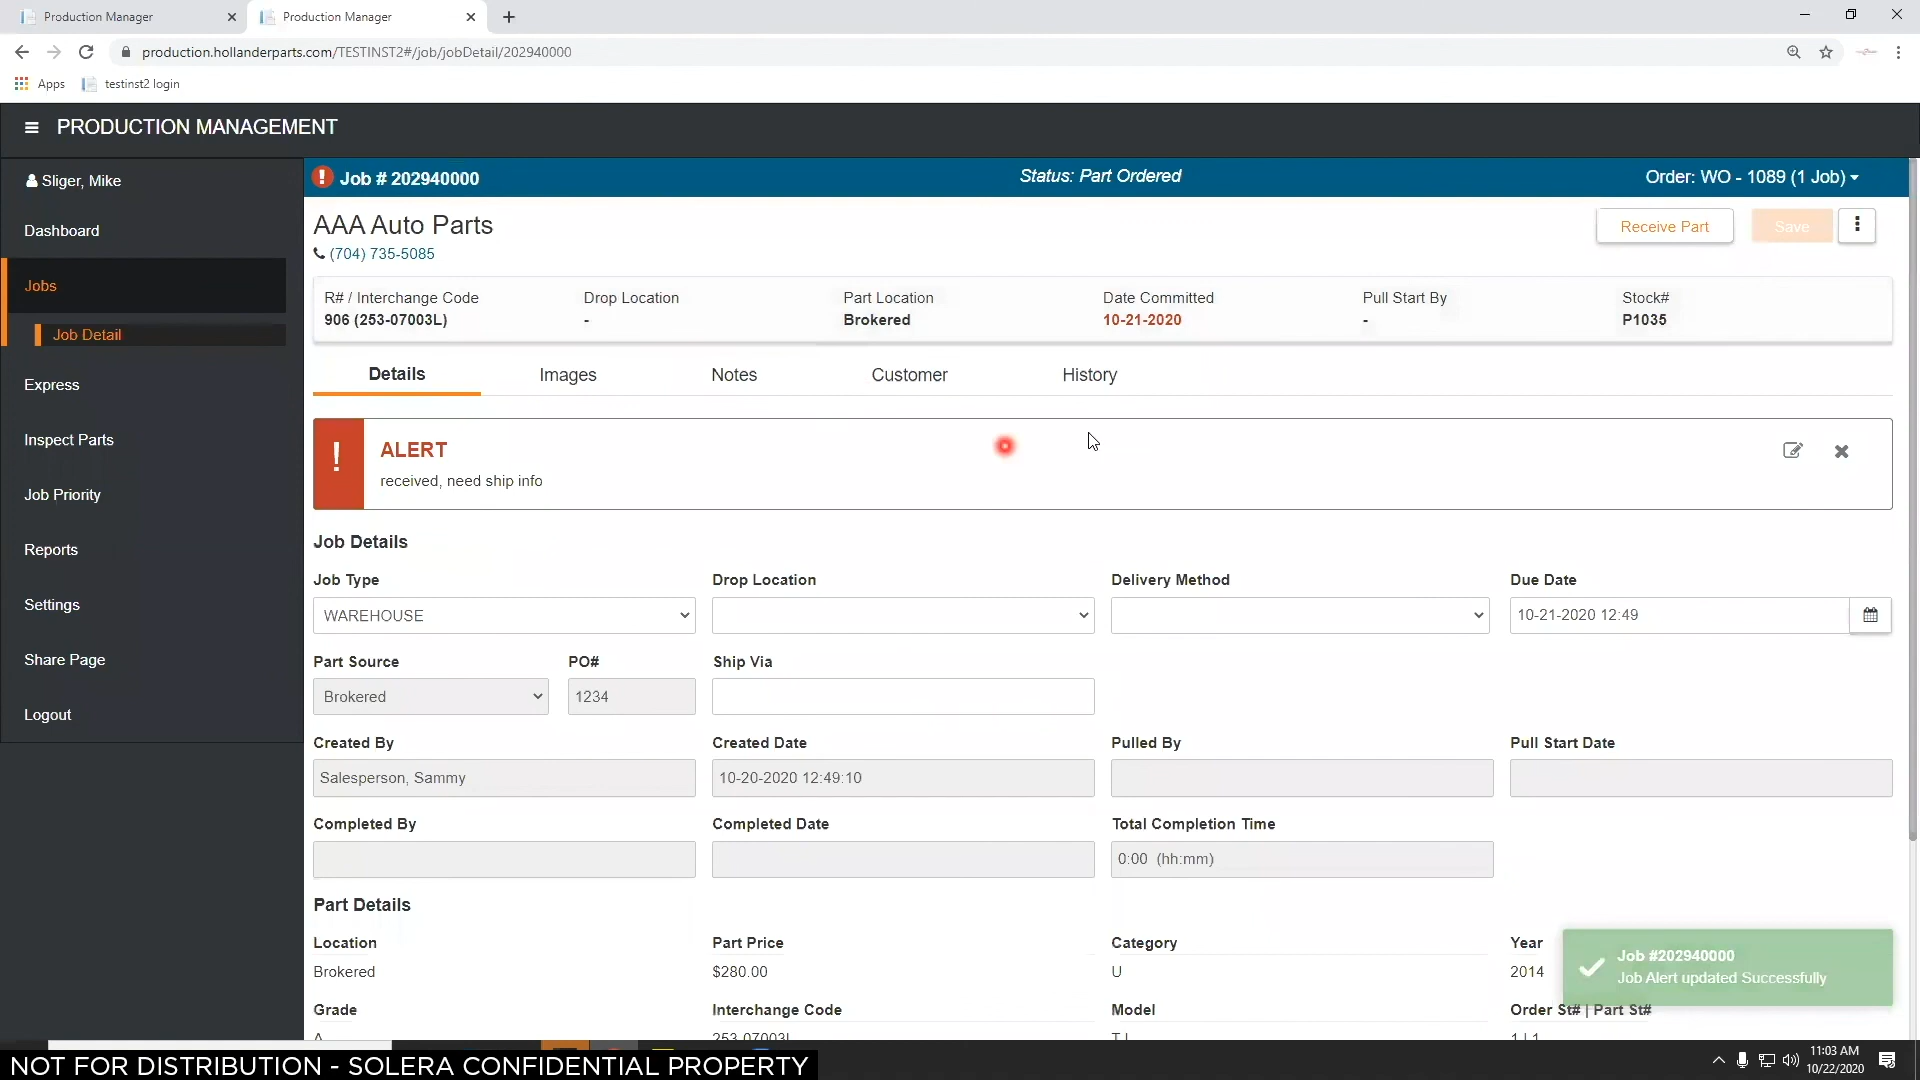 Production Manager
Production Manager
production.hollanderparts.com/TESTINST2#/job/jobDetail/202940000
Apps
testinst2 login
PRODUCTION MANAGEMENT
Sliger, Mike
Dashboard
Jobs
Job Detail
Express
Inspect Parts
Job Priority
Reports
Settings
Share Page
Logout
! Job # 202940000
Status: Part Ordered
Order: WO - 1089 (1 Job)
AAA Auto Parts
(704) 735-5085
Receive Part
Save
R# / Interchange Code
906 (253-07003L)
Drop Location
-
Part Location
Brokered
Date Committed
10-21-2020
Pull Start By
-
Stock#
P1035
Details
Images
Notes
Customer
History
!
ALERT
received, need ship info
Job Details
Job Type
WAREHOUSE
Drop Location
Delivery Method
Due Date
10-21-2020 12:49
Part Source
Brokered
PO#
1234
Ship Via
Created By
Salesperson, Sammy
Created Date
10-20-2020 12:49:10
Pulled By
Pull Start Date
Completed By
Completed Date
Total Completion Time
0:00 (hh:mm)
Part Details
Location
Brokered
Part Price
$280.00
Category
U
Year
2014
Grade
Interchange Code
253-07003L
Model
Order St# | Part St#
Job #202940000
Job Alert updated Successfully
11:03 AM
10/22/2020
NOT FOR DISTRIBUTION - SOLERA CONFIDENTIAL PROPERTY